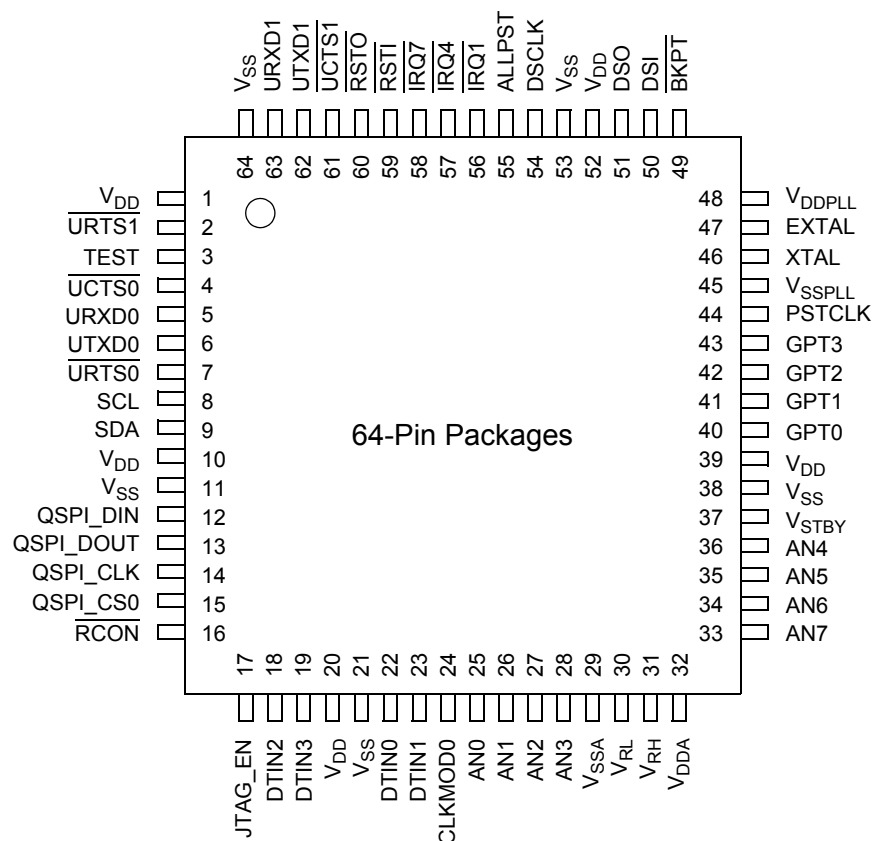 VSS URXD1 UTXD1 UCTS1 RSTO RSTI IRQ7 IRQ4 IRQ1 ALLPST DSCLK VSS VDD DSO DSI BKPT
64 63 62 61 60 59 58 57 56 55 54 53 52 51 50 49
VDD 1
URTS1 2
TEST 3
UCTS0 4
URXD0 5
UTXD0 6
URTS0 7
SCL 8
SDA 9
VDD 10
VSS 11
QSPI_DIN 12
QSPI_DOUT 13
QSPI_CLK 14
QSPI_CS0 15
RCON 16
64-Pin Packages
48 VDDPLL
47 EXTAL
46 XTAL
45 VSSPLL
44 PSTCLK
43 GPT3
42 GPT2
41 GPT1
40 GPT0
39 VDD
38 VSS
37 VSTBY
36 AN4
35 AN5
34 AN6
33 AN7
17 18 19 20 21 22 23 24 25 26 27 28 29 30 31 32
JTAG_EN DTIN2 DTIN3 VDD VSS DTIN0 DTIN1 CLKMOD0 AN0 AN1 AN2 AN3 VSSA VRL VRH VDDA